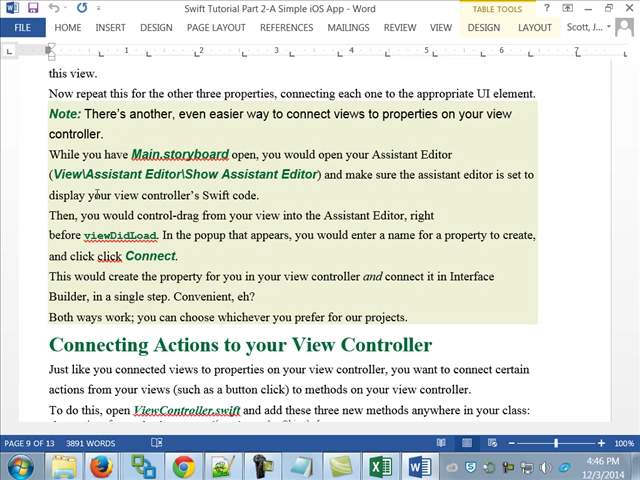 Swift Tutorial Part 2-A Simple iOS App - Word
TABLE TOOLS
FILE HOME INSERT DESIGN PAGE LAYOUT REFERENCES MAILINGS REVIEW VIEW DESIGN LAYOUT Scott, J...
1 2 3 4 5 6 7
this view.
Now repeat this for the other three properties, connecting each one to the appropriate UI element.
Note: There's another, even easier way to connect views to properties on your view
controller.
While you have Main.storyboard open, you would open your Assistant Editor
(View\Assistant Editor\Show Assistant Editor) and make sure the assistant editor is set to
display your view controller's Swift code.
Then, you would control-drag from your view into the Assistant Editor, right
before viewDidLoad. In the popup that appears, you would enter a name for a property to create,
and click click Connect.
This would create the property for you in your view controller and connect it in Interface
Builder, in a single step. Convenient, eh?
Both ways work; you can choose whichever you prefer for our projects.
Connecting Actions to your View Controller
Just like you connected views to properties on your view controller, you want to connect certain
actions from your views (such as a button click) to methods on your view controller.
To do this, open ViewController.swift and add these three new methods anywhere in your class:
PAGE 9 OF 13 3891 WORDS 100%
4:46 PM
12/3/2014